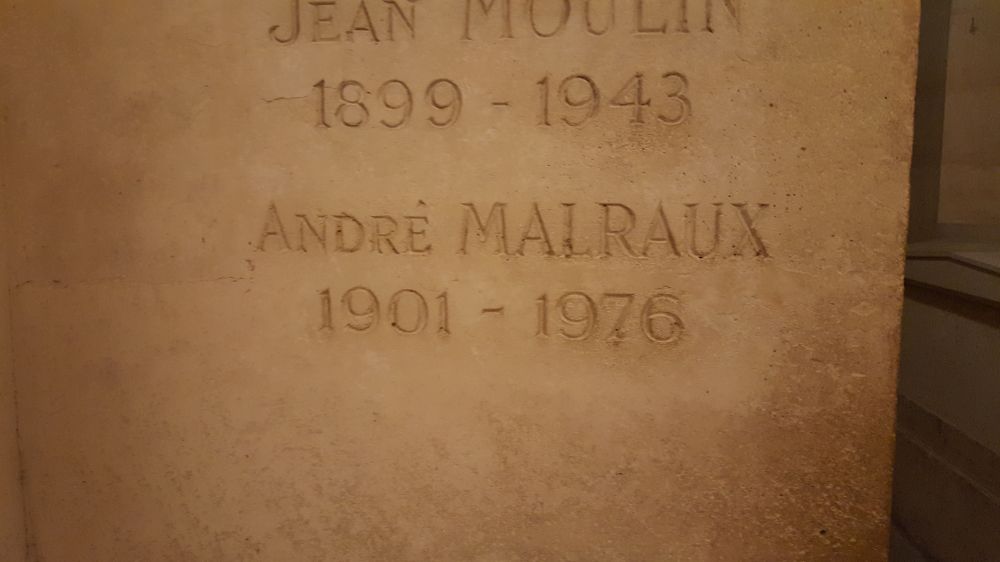 JEAN MOULIN
1899 - 1943
ANDRÉ MALRAUX
1901 - 1976